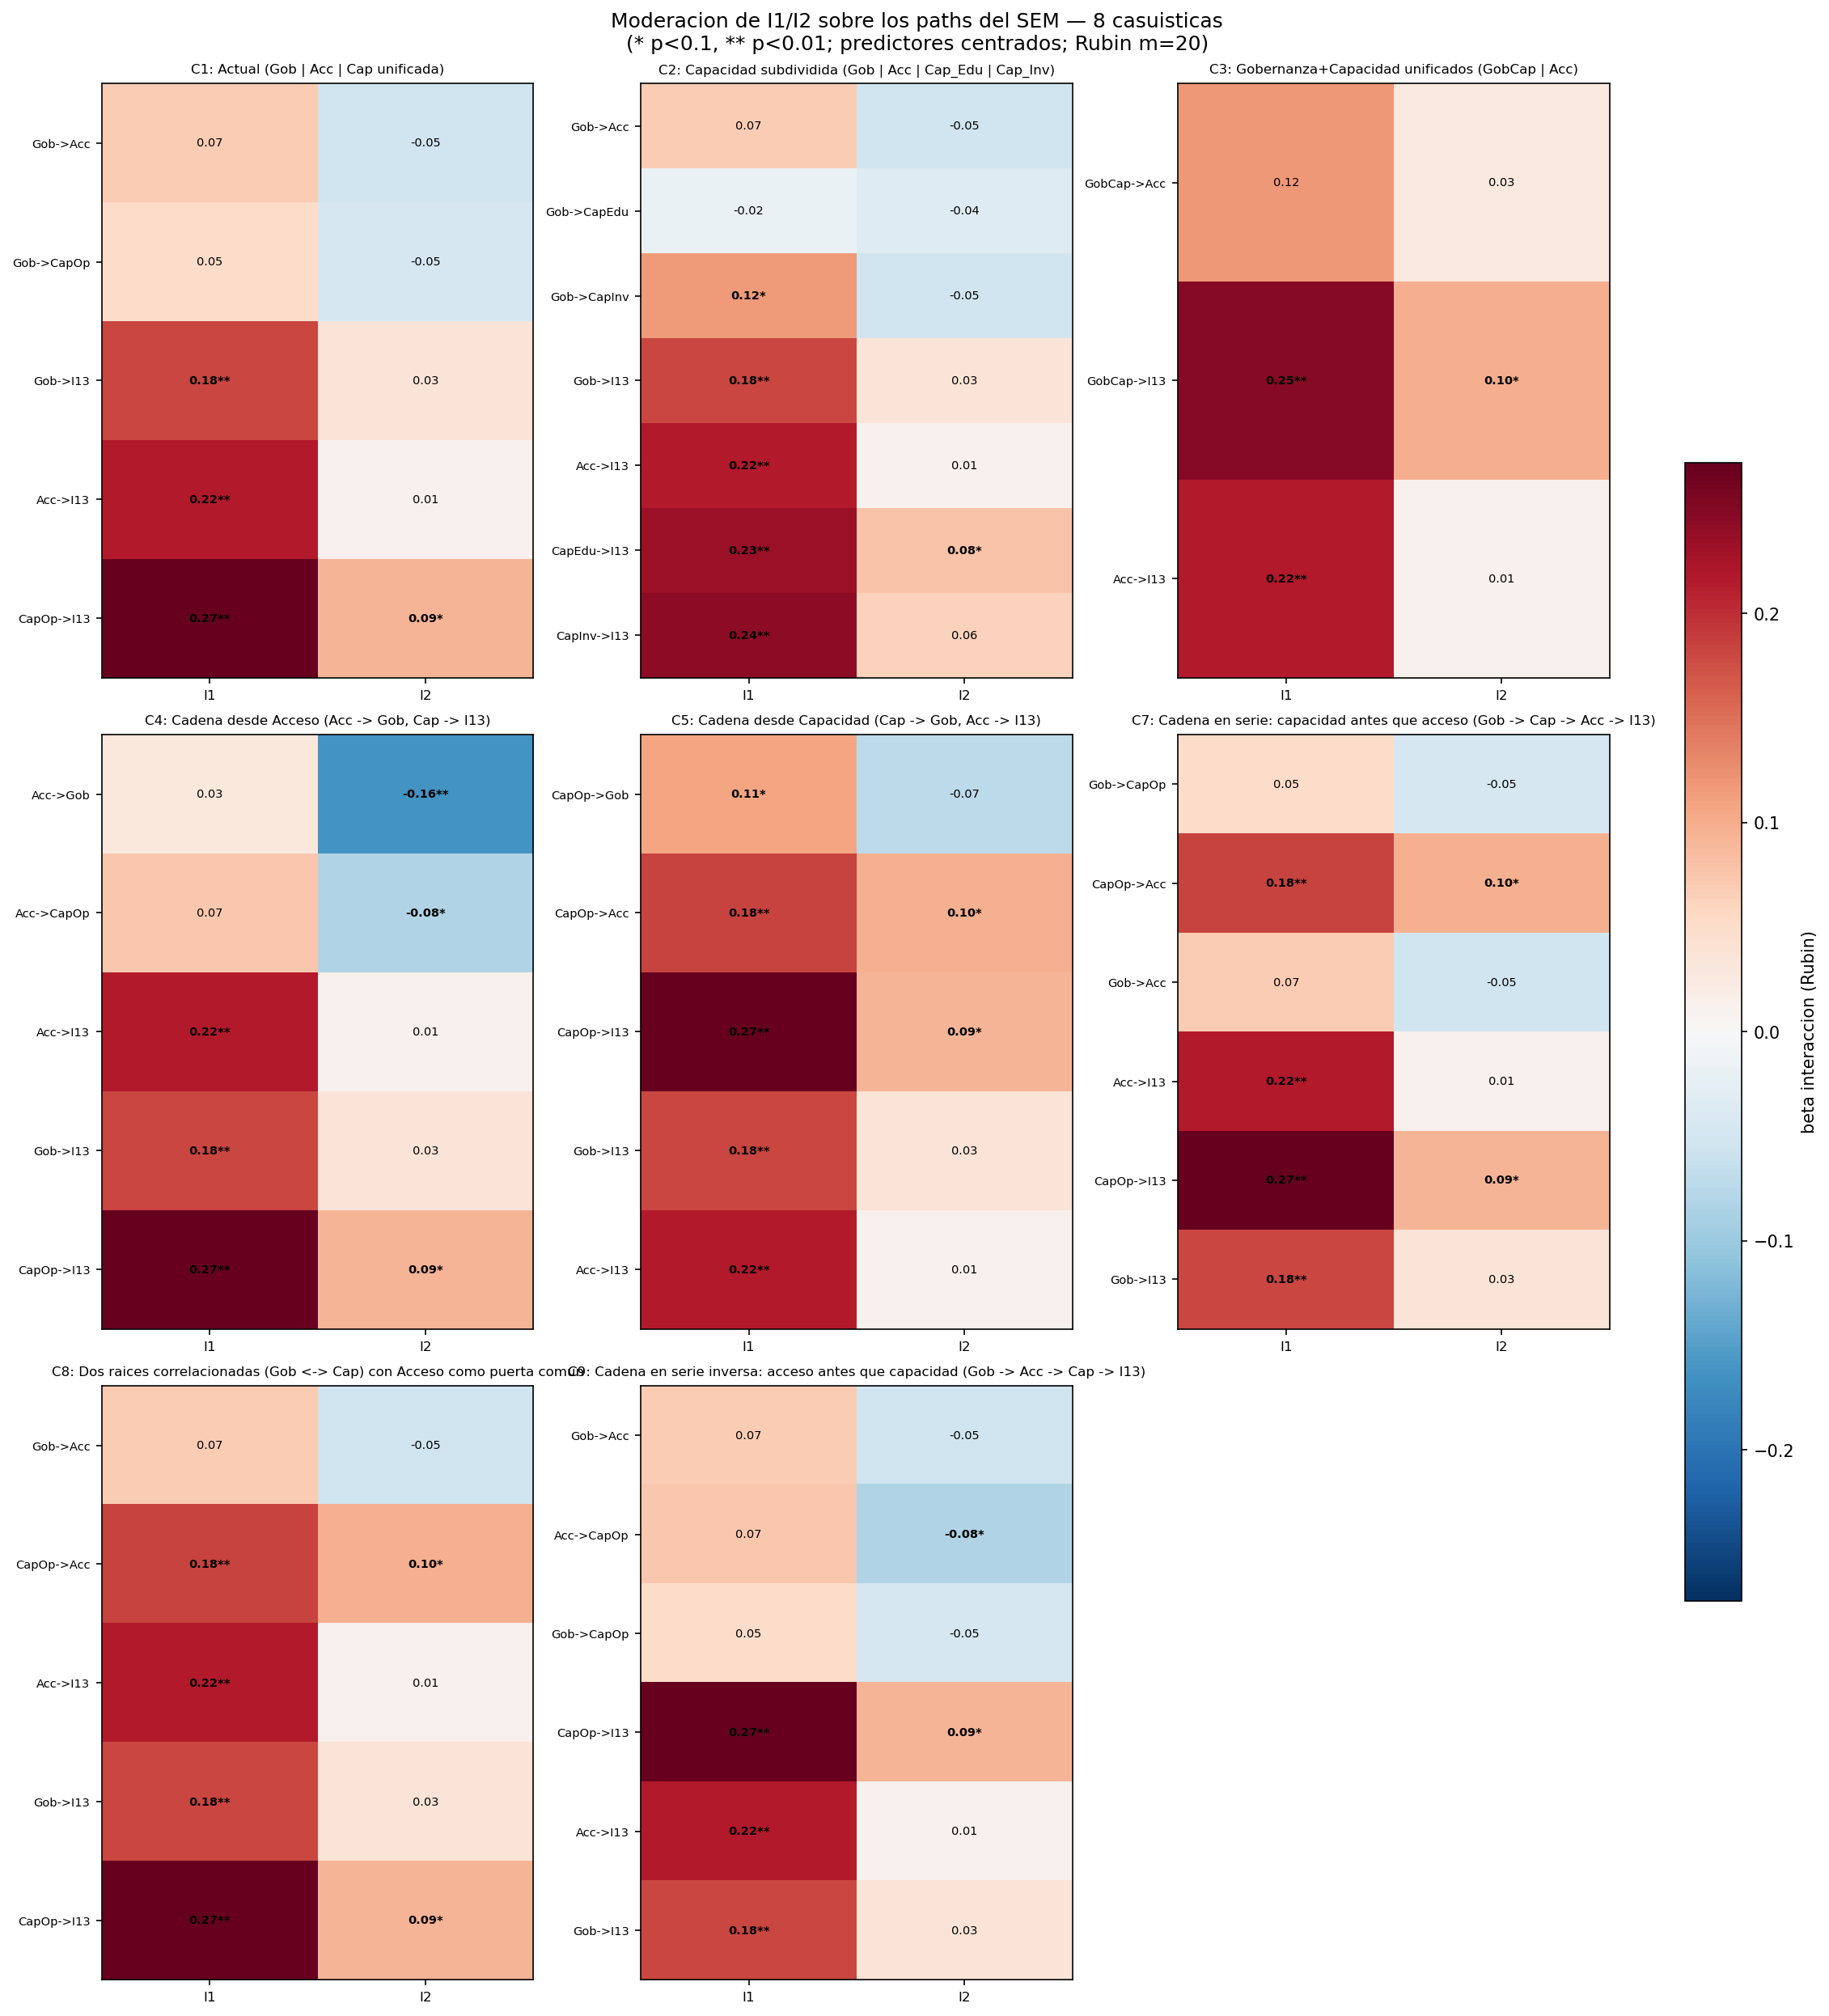 Moderacion de I1/I2 sobre los paths del SEM — 8 casuisticas
(* p<0.1, ** p<0.01; predictores centrados; Rubin m=20)
C1: Actual (Gob | Acc | Cap unificada)
Gob->Acc 0.07 -0.05
Gob->CapOp 0.05 -0.05
Gob->I13 0.18** 0.03
Acc->I13 0.22** 0.01
CapOp->I13 0.27** 0.09*
I1 I2
C2: Capacidad subdividida (Gob | Acc | Cap_Edu | Cap_Inv)
Gob->Acc 0.07 -0.05
Gob->CapEdu -0.02 -0.04
Gob->CapInv 0.12* -0.05
Gob->I13 0.18** 0.03
Acc->I13 0.22** 0.01
CapEdu->I13 0.23** 0.08*
CapInv->I13 0.24** 0.06
I1 I2
C3: Gobernanza+Capacidad unificados (GobCap | Acc)
GobCap->Acc 0.12 0.03
GobCap->I13 0.25** 0.10*
Acc->I13 0.22** 0.01
I1 I2
C4: Cadena desde Acceso (Acc -> Gob, Cap -> I13)
Acc->Gob 0.03 -0.16**
Acc->CapOp 0.07 -0.08*
Acc->I13 0.22** 0.01
Gob->I13 0.18** 0.03
CapOp->I13 0.27** 0.09*
I1 I2
C5: Cadena desde Capacidad (Cap -> Gob, Acc -> I13)
CapOp->Gob 0.11* -0.07
CapOp->Acc 0.18** 0.10*
CapOp->I13 0.27** 0.09*
Gob->I13 0.18** 0.03
Acc->I13 0.22** 0.01
I1 I2
C7: Cadena en serie: capacidad antes que acceso (Gob -> Cap -> Acc -> I13)
Gob->CapOp 0.05 -0.05
CapOp->Acc 0.18** 0.10*
Gob->Acc 0.07 -0.05
Acc->I13 0.22** 0.01
CapOp->I13 0.27** 0.09*
Gob->I13 0.18** 0.03
I1 I2
C8: Dos raices correlacionadas (Gob <-> Cap) con Acceso como puerta comun
Gob->Acc 0.07 -0.05
CapOp->Acc 0.18** 0.10*
Acc->I13 0.22** 0.01
Gob->I13 0.18** 0.03
CapOp->I13 0.27** 0.09*
I1 I2
C9: Cadena en serie inversa: acceso antes que capacidad (Gob -> Acc -> Cap -> I13)
Gob->Acc 0.07 -0.05
Acc->CapOp 0.07 -0.08*
Gob->CapOp 0.05 -0.05
CapOp->I13 0.27** 0.09*
Acc->I13 0.22** 0.01
Gob->I13 0.18** 0.03
I1 I2
0.2
0.1
0.0
−0.1
−0.2
beta interaccion (Rubin)